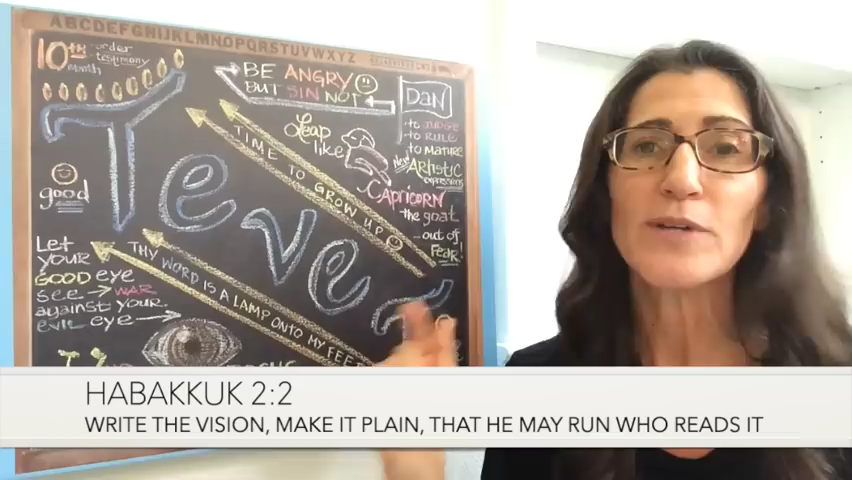 ABCDEFGHIJKLMNOPQRSTUVWXYZ
10TH order
testimony
month
BE ANGRY
BUT SIN NOT
DaN
to JUDGE
to RULE
to MATURE
New
ARtistic
expressions
Leap
like
CAPRICORN
the goat
...out of
FEAR!
TIME TO GROW UP
Tevet
good
Let
your
GOOD eye
see → WAR
against your
evil eye →
THY WORD IS A LAMP ONTO MY FEET
HABAKKUK 2:2
WRITE THE VISION, MAKE IT PLAIN, THAT HE MAY RUN WHO READS IT